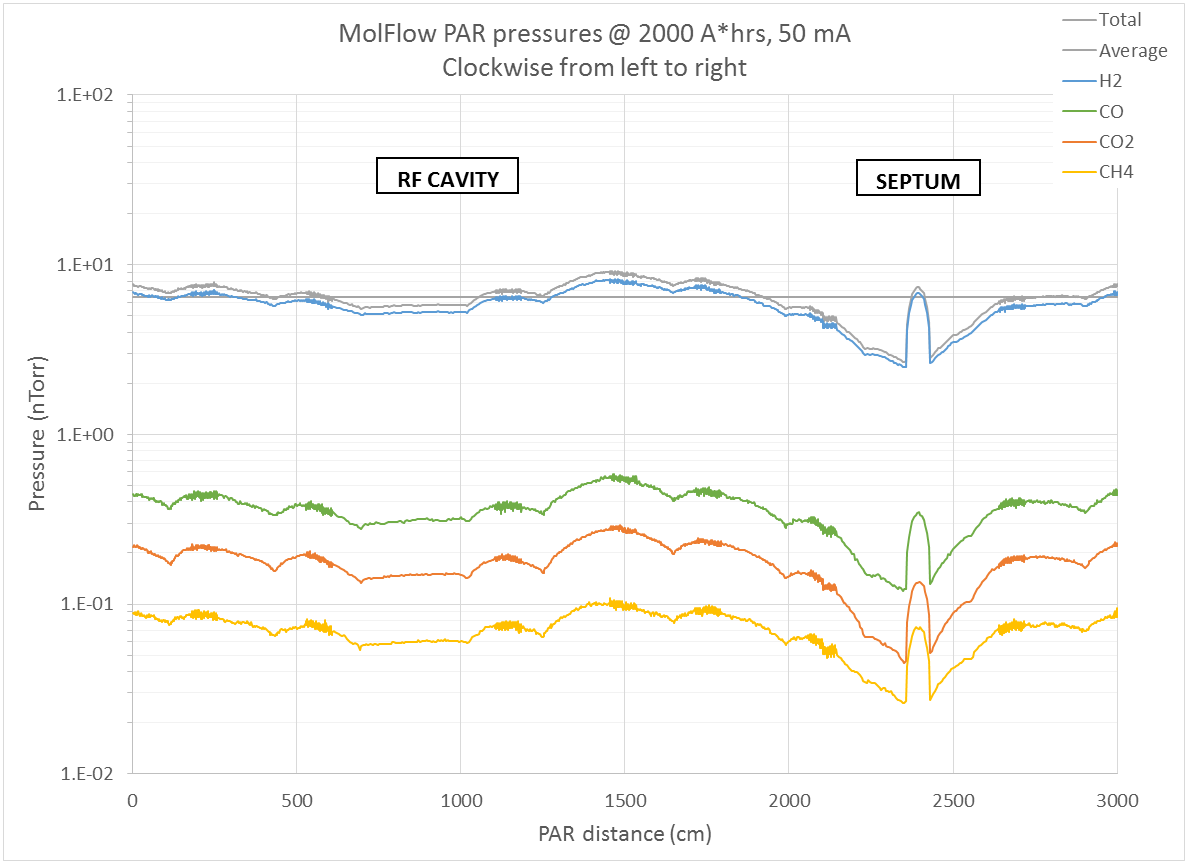 MolFlow PAR pressures @ 2000 A*hrs, 50 mA
Clockwise from left to right
Total
Average
H2
CO
CO2
CH4
RF CAVITY
SEPTUM
Pressure (nTorr)
1.E+02
1.E+01
1.E+00
1.E-01
1.E-02
0 500 1000 1500 2000 2500 3000
PAR distance (cm)